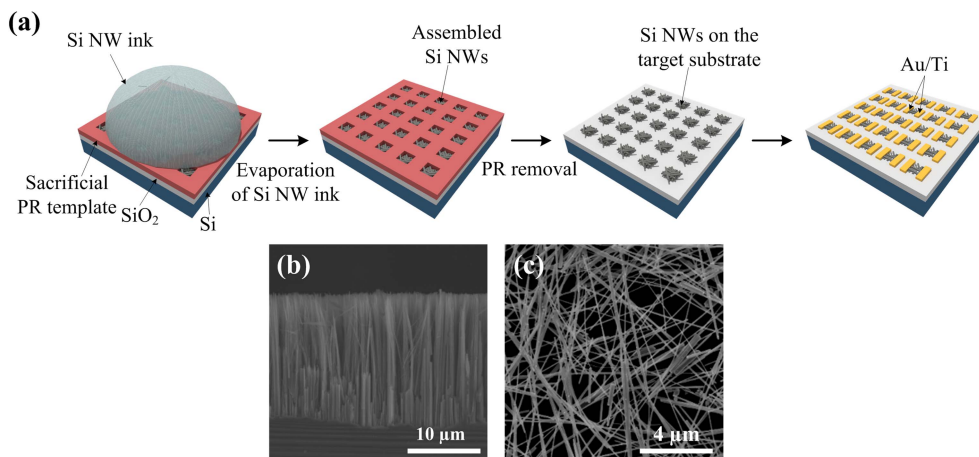 (a)
Si NW ink
Sacrificial
PR template
SiO2
Si
Evaporation
of Si NW ink
Assembled
Si NWs
PR removal
Si NWs on the
target substrate
Au/Ti
(b)
10 µm
(c)
4 µm